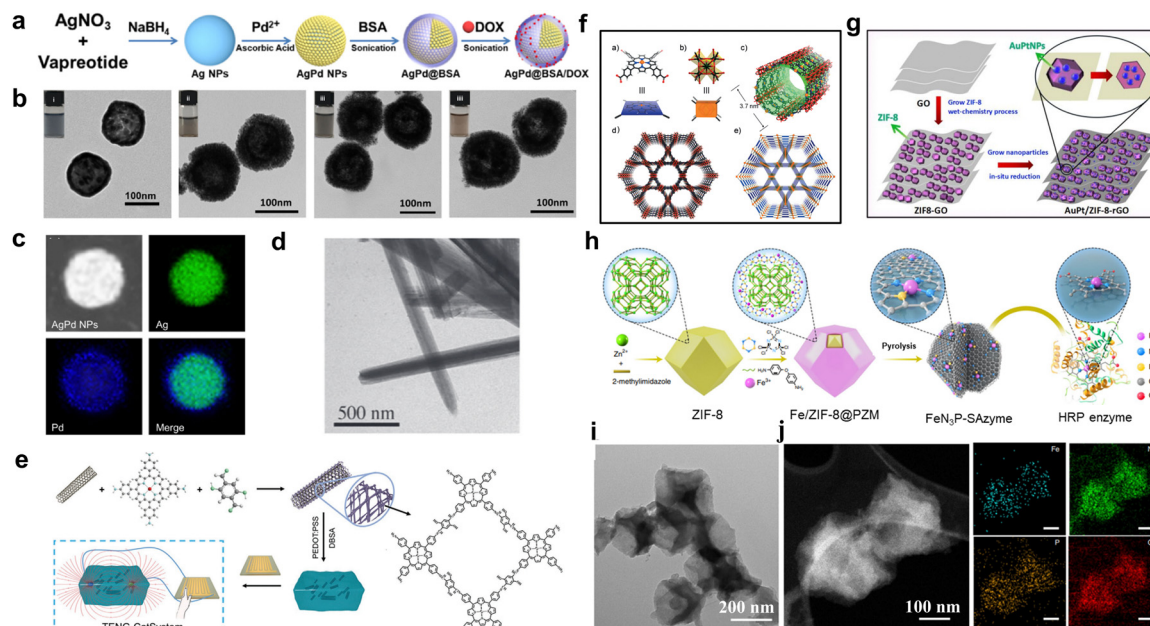 a
AgNO₃
+
Vapreotide
NaBH₄
Ag NPs
Pd²⁺
Ascorbic Acid
AgPd NPs
BSA
Sonication
AgPd@BSA
DOX
Sonication
AgPd@BSA/DOX
b
i
100nm
ii
100nm
iii
100nm
iii
100nm
c
AgPd NPs
Ag
Pd
Merge
d
500 nm
e
+
+
PEDOT:PSS
DBSA
f
a)
b)
c)
3.7 nm
d)
e)
g
GO
Grow ZIF-8
wet-chemistry process
ZIF-8
ZIF8-GO
AuPtNPs
Grow nanoparticles
in-situ reduction
AuPt/ZIF-8-rGO
h
Zn²⁺
+
2-methylimidazole
ZIF-8
Fe³⁺
Fe/ZIF-8@PZM
Pyrolysis
FeN₃P-SAzyme
HRP enzyme
i
200 nm
j
100 nm
Fe
P